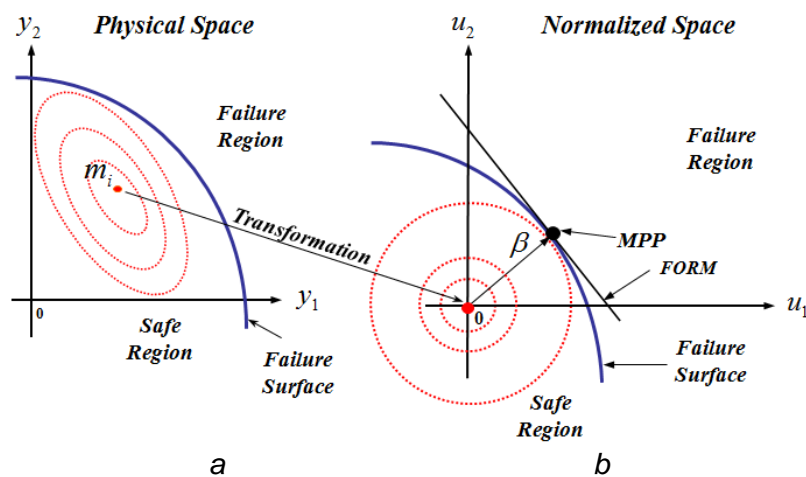 y2
Physical Space
Failure
Region
mi
Transformation
0
y1
Safe
Region
Failure
Surface
a
u2
Normalized Space
Failure
Region
β
MPP
FORM
0
u1
Failure
Surface
Safe
Region
b